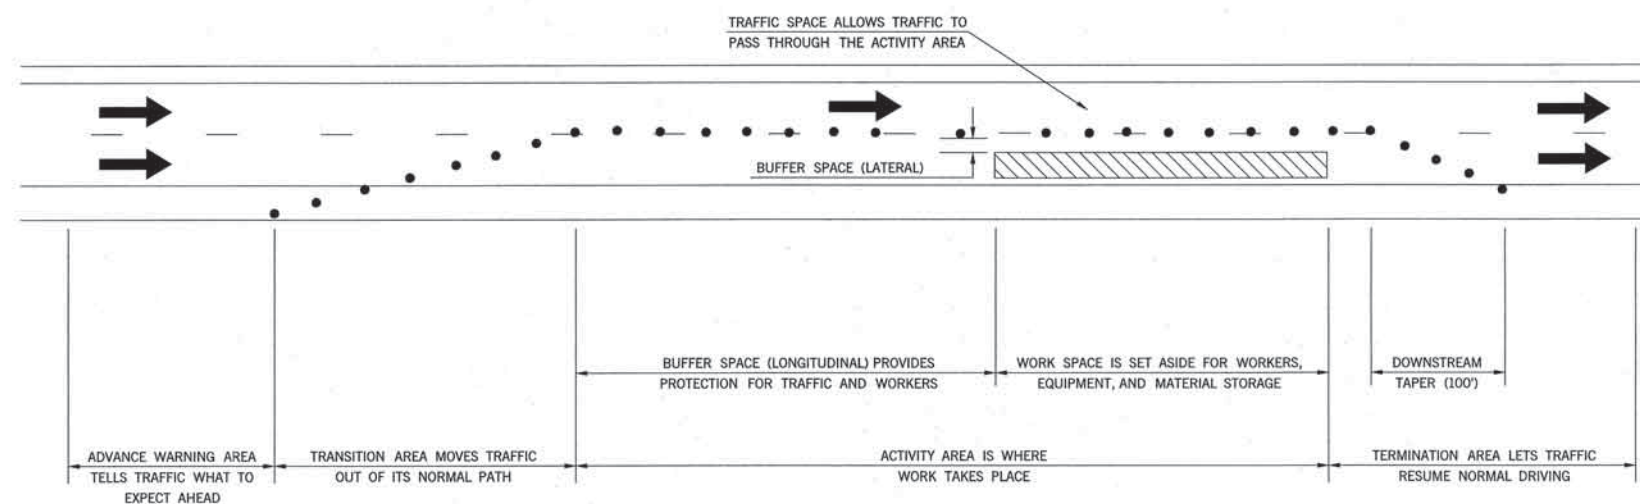 TRAFFIC SPACE ALLOWS TRAFFIC TO
PASS THROUGH THE ACTIVITY AREA
BUFFER SPACE (LATERAL)
BUFFER SPACE (LONGITUDINAL) PROVIDES
PROTECTION FOR TRAFFIC AND WORKERS
WORK SPACE IS SET ASIDE FOR WORKERS,
EQUIPMENT, AND MATERIAL STORAGE
DOWNSTREAM
TAPER (100')
ADVANCE WARNING AREA
TELLS TRAFFIC WHAT TO
EXPECT AHEAD
TRANSITION AREA MOVES TRAFFIC
OUT OF ITS NORMAL PATH
ACTIVITY AREA IS WHERE
WORK TAKES PLACE
TERMINATION AREA LETS TRAFFIC
RESUME NORMAL DRIVING